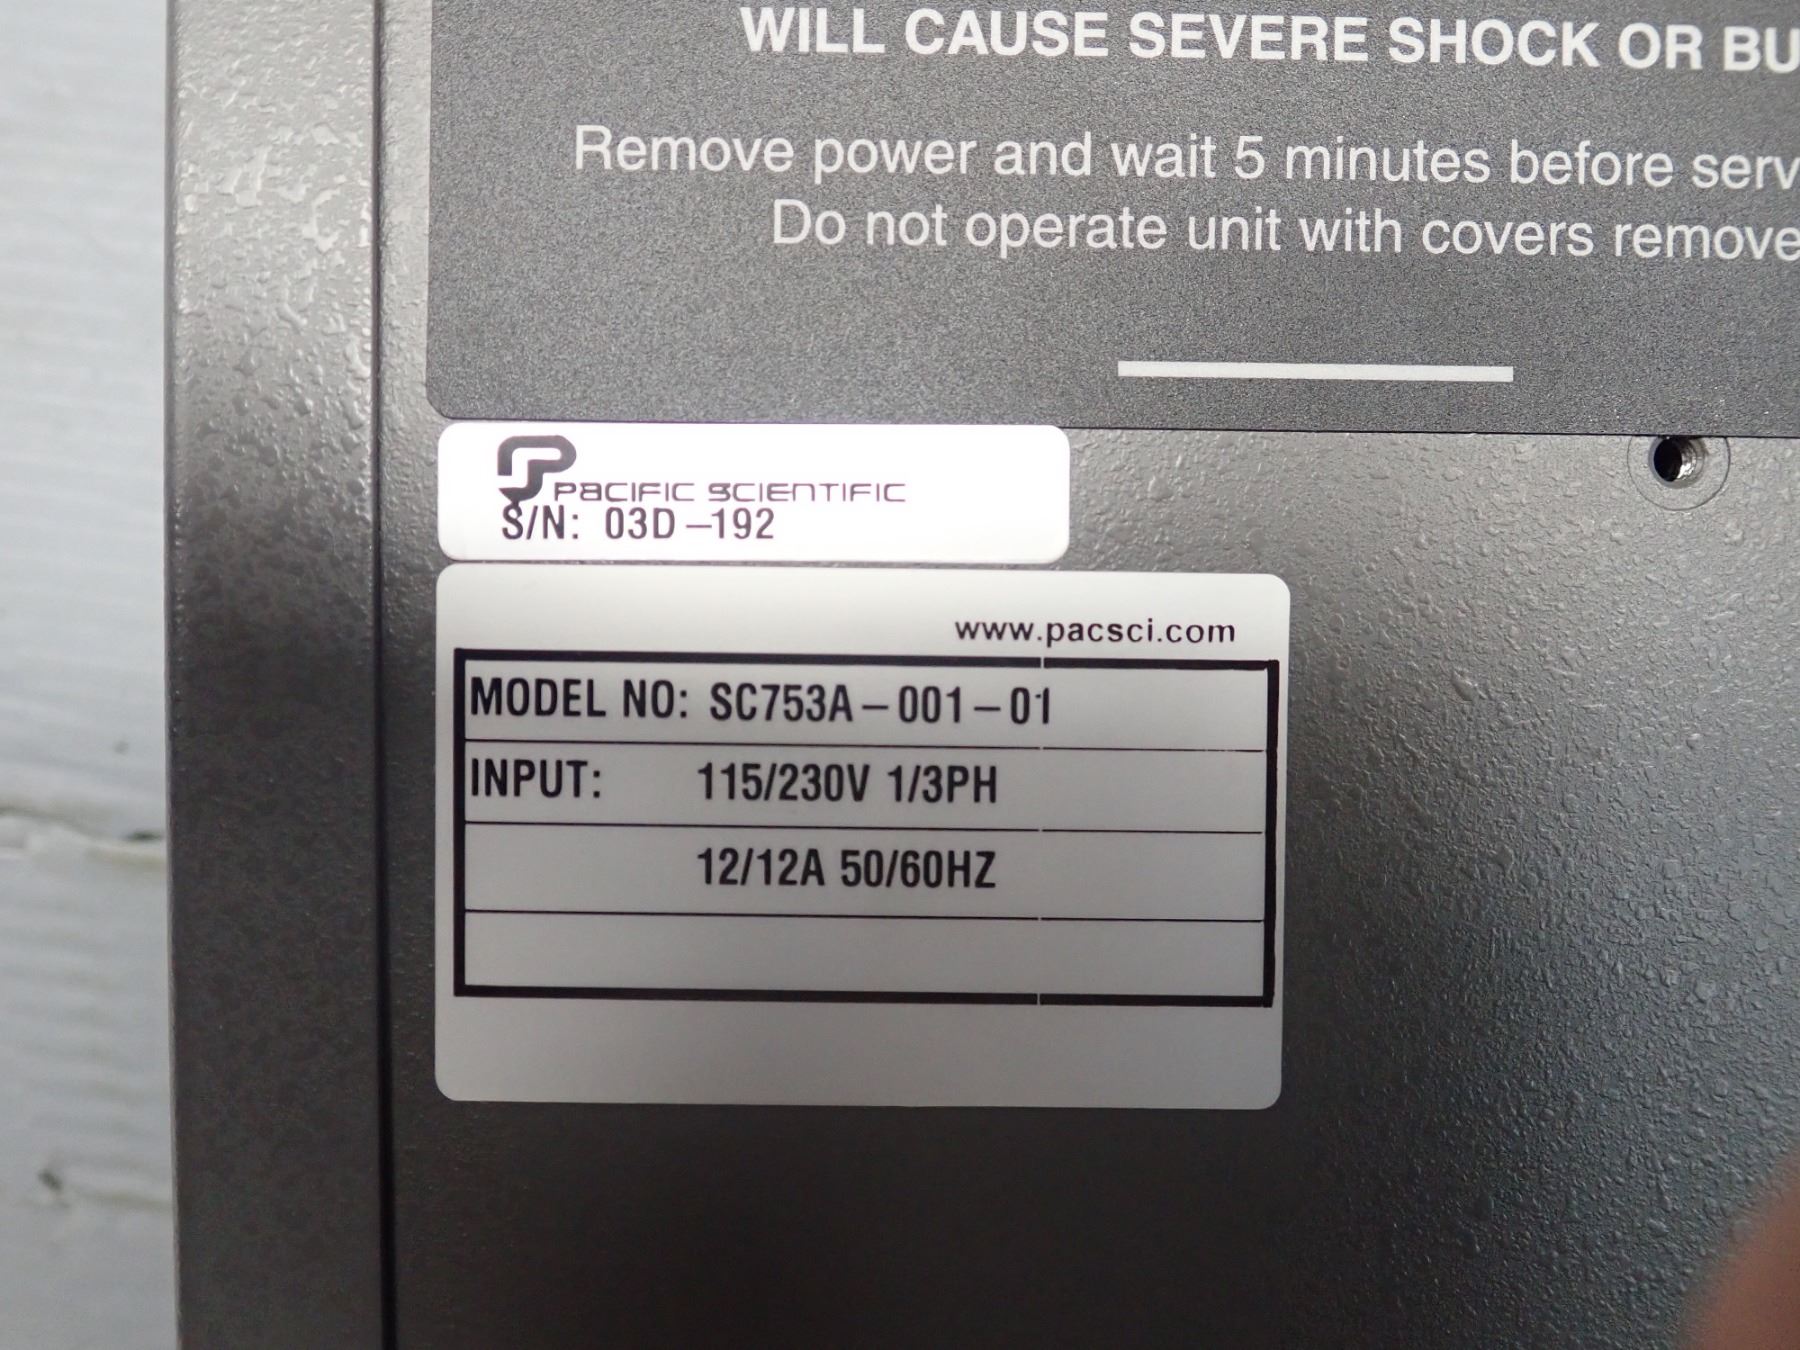 WILL CAUSE SEVERE SHOCK OR
Remove power and wait 5 minutes before
Do not operate unit with covers
PACIFIC SCIENTIFIC
S/N: 03D-192
www.pacsci.com
MODEL NO: SC753A-001-01
INPUT: 115/230V 1/3PH
12/12A 50/60HZ